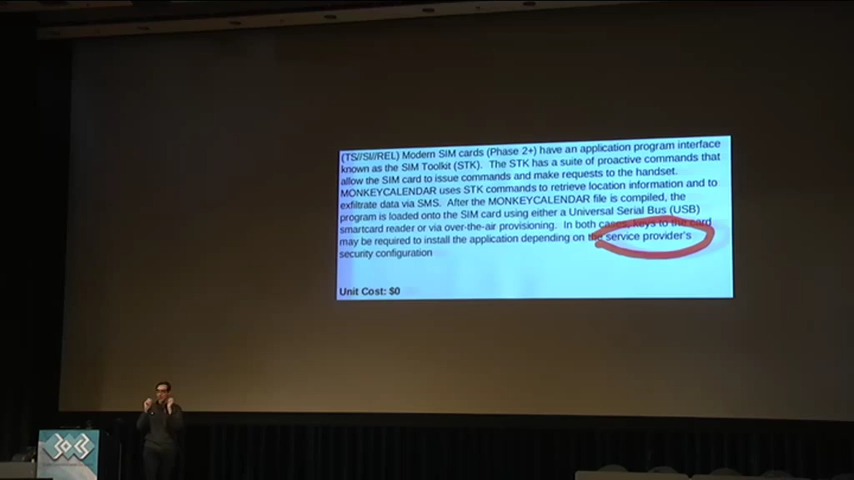 (TS//SI//REL) Modern SIM cards (Phase 2+) have an application program interface
known as the SIM Toolkit (STK). The STK has a suite of proactive commands that
allow the SIM card to issue commands and make requests to the handset.
MONKEYCALENDAR uses STK commands to retrieve location information and to
exfiltrate data via SMS. After the MONKEYCALENDAR file is compiled, the
program is loaded onto the SIM card using either a Universal Serial Bus (USB)
smartcard reader or via over-the-air provisioning. In both cases, keys to the card
may be required to install the application depending on the service provider's
security configuration
Unit Cost: $0
30C3